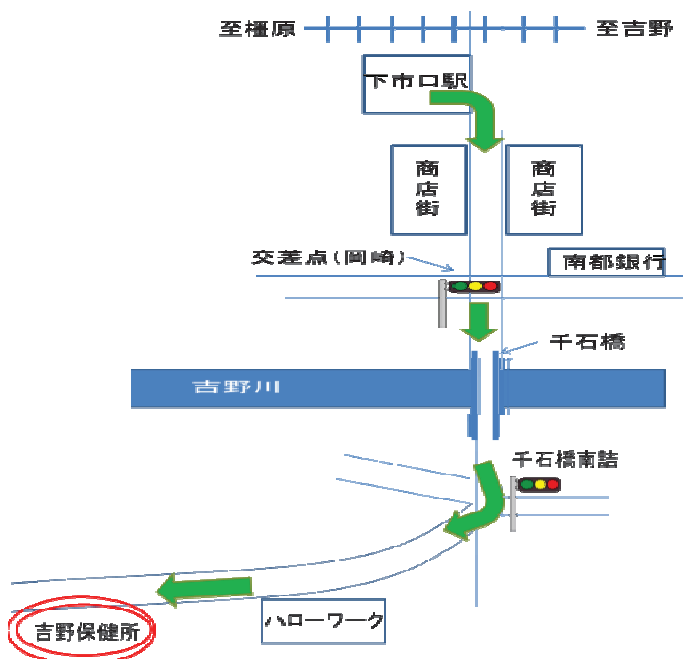 至橿原
至吉野
下市口駅
商店街
商店街
交差点(岡崎)
南都銀行
千石橋
吉野川
千石橋南詰
ハローワーク
吉野保健所